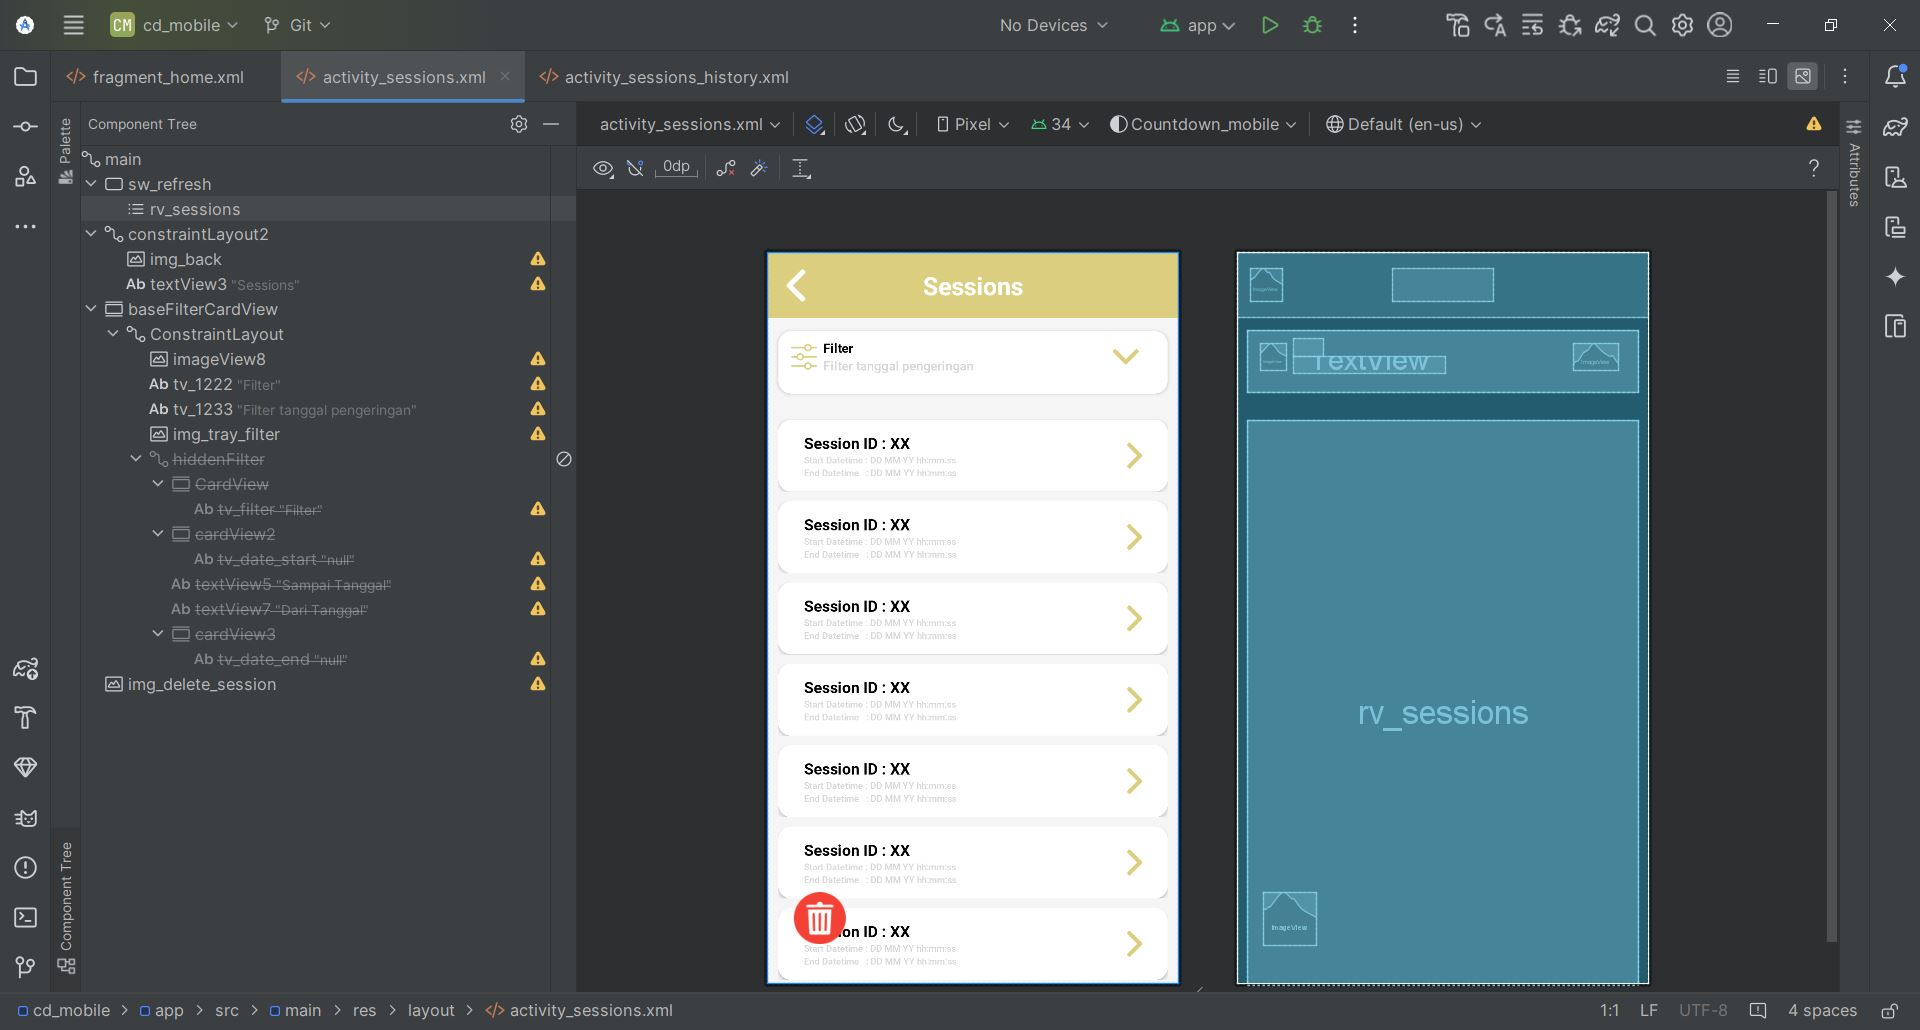 CM cd_mobile Git No Devices app
fragment_home.xml activity_sessions.xml activity_sessions_history.xml
Palette
Component Tree
main
sw_refresh
rv_sessions
constraintLayout2
img_back
Ab textView3 "Sessions"
baseFilterCardView
ConstraintLayout
imageView8
Ab tv_1222 "Filter"
Ab tv_1233 "Filter tanggal pengeringan"
img_tray_filter
hiddenFilter
CardView
Ab tv_filter "Filter"
cardView2
Ab tv_date_start "null"
Ab textView5 "Sampai Tanggal"
Ab textView7 "Dari Tanggal"
cardView3
Ab tv_date_end "null"
img_delete_session
Component Tree
activity_sessions.xml Pixel 34 Countdown_mobile Default (en-us)
0dp ?
Attributes
Sessions
Filter
Filter tanggal pengeringan
Session ID : XX
Start Datetime : DD MM YY hh:mm:ss
End Datetime : DD MM YY hh:mm:ss
Session ID : XX
Start Datetime : DD MM YY hh:mm:ss
End Datetime : DD MM YY hh:mm:ss
Session ID : XX
Start Datetime : DD MM YY hh:mm:ss
End Datetime : DD MM YY hh:mm:ss
Session ID : XX
Start Datetime : DD MM YY hh:mm:ss
End Datetime : DD MM YY hh:mm:ss
Session ID : XX
Start Datetime : DD MM YY hh:mm:ss
End Datetime : DD MM YY hh:mm:ss
Session ID : XX
Start Datetime : DD MM YY hh:mm:ss
End Datetime : DD MM YY hh:mm:ss
on ID : XX
Start Datetime : DD MM YY hh:mm:ss
End Datetime : DD MM YY hh:mm:ss
ImageView
TextView
ImageView
rv_sessions
ImageView
cd_mobile > app > src > main > res > layout > activity_sessions.xml
1:1 LF UTF-8 4 spaces